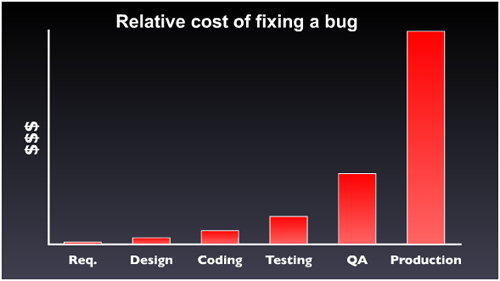 Relative cost of fixing a bug
$$$
Req.
Design
Coding
Testing
QA
Production